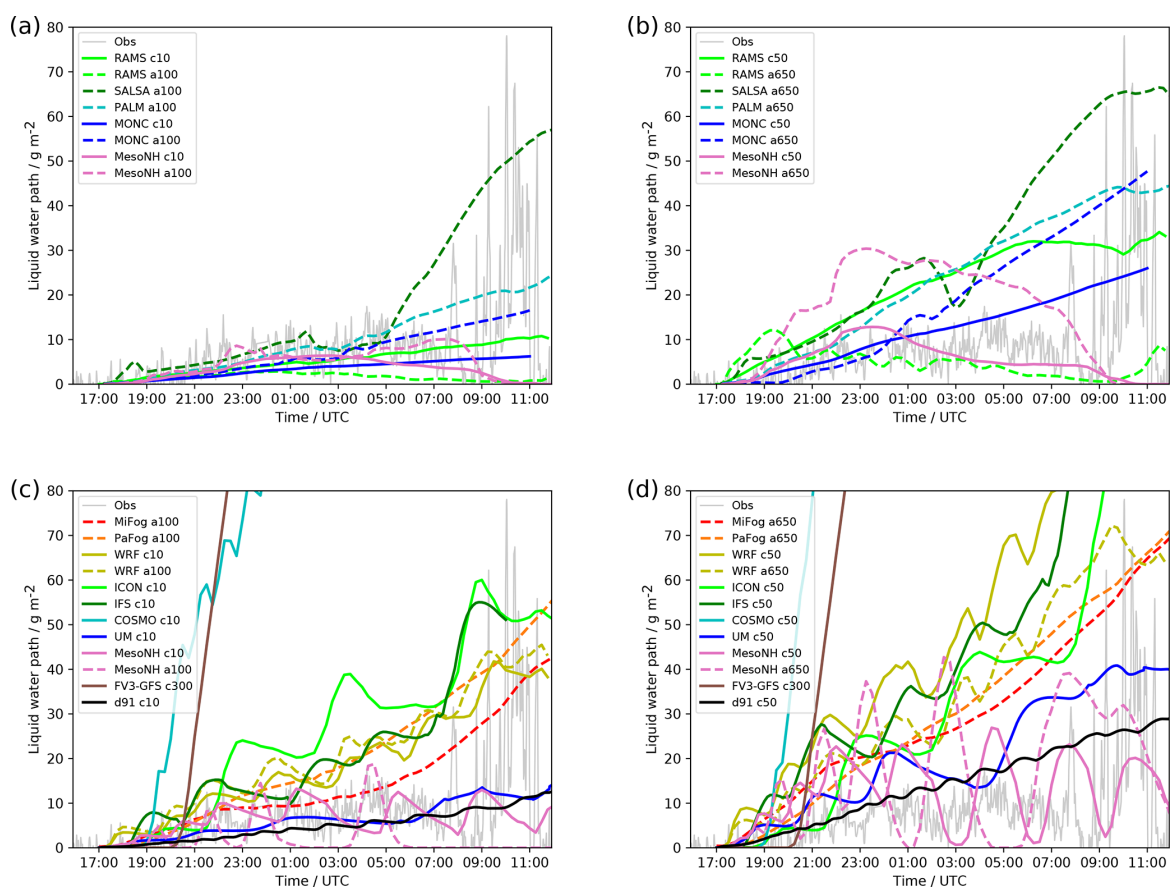 (a)
80
70
60
50
40
30
20
10
0
Liquid water path / g m⁻²
Obs
RAMS c10
RAMS a100
SALSA a100
PALM a100
MONC c10
MONC a100
MesoNH c10
MesoNH a100
17:00 19:00 21:00 23:00 01:00 03:00 05:00 07:00 09:00 11:00
Time / UTC
(b)
80
70
60
50
40
30
20
10
0
Liquid water path / g m⁻²
Obs
RAMS c50
RAMS a650
SALSA a650
PALM a650
MONC c50
MONC a650
MesoNH c50
MesoNH a650
17:00 19:00 21:00 23:00 01:00 03:00 05:00 07:00 09:00 11:00
Time / UTC
(c)
80
70
60
50
40
30
20
10
0
Liquid water path / g m⁻²
Obs
MiFog a100
PaFog a100
WRF c10
WRF a100
ICON c10
IFS c10
COSMO c10
UM c10
MesoNH c10
MesoNH a100
FV3-GFS c300
d91 c10
17:00 19:00 21:00 23:00 01:00 03:00 05:00 07:00 09:00 11:00
Time / UTC
(d)
80
70
60
50
40
30
20
10
0
Liquid water path / g m⁻²
Obs
MiFog a650
PaFog a650
WRF c50
WRF a650
ICON c50
IFS c50
COSMO c50
UM c50
MesoNH c50
MesoNH a650
FV3-GFS c300
d91 c50
17:00 19:00 21:00 23:00 01:00 03:00 05:00 07:00 09:00 11:00
Time / UTC